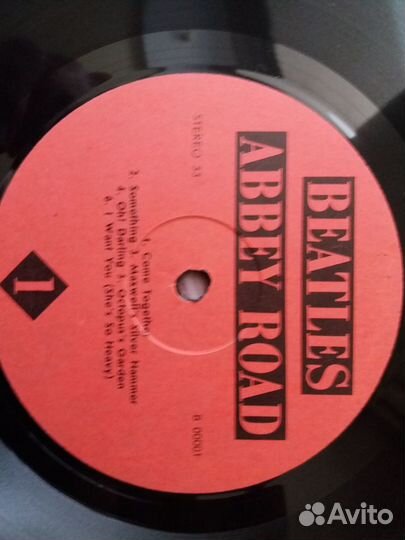 BEATLES
ABBEY ROAD
STEREO 33
B 00001
1. Come Together
2. Something 3. Maxwell's Silver Hammer
4. Oh! Darling 5. Octopus's Garden
6. I Want You (She's So Heavy)
1
Avito